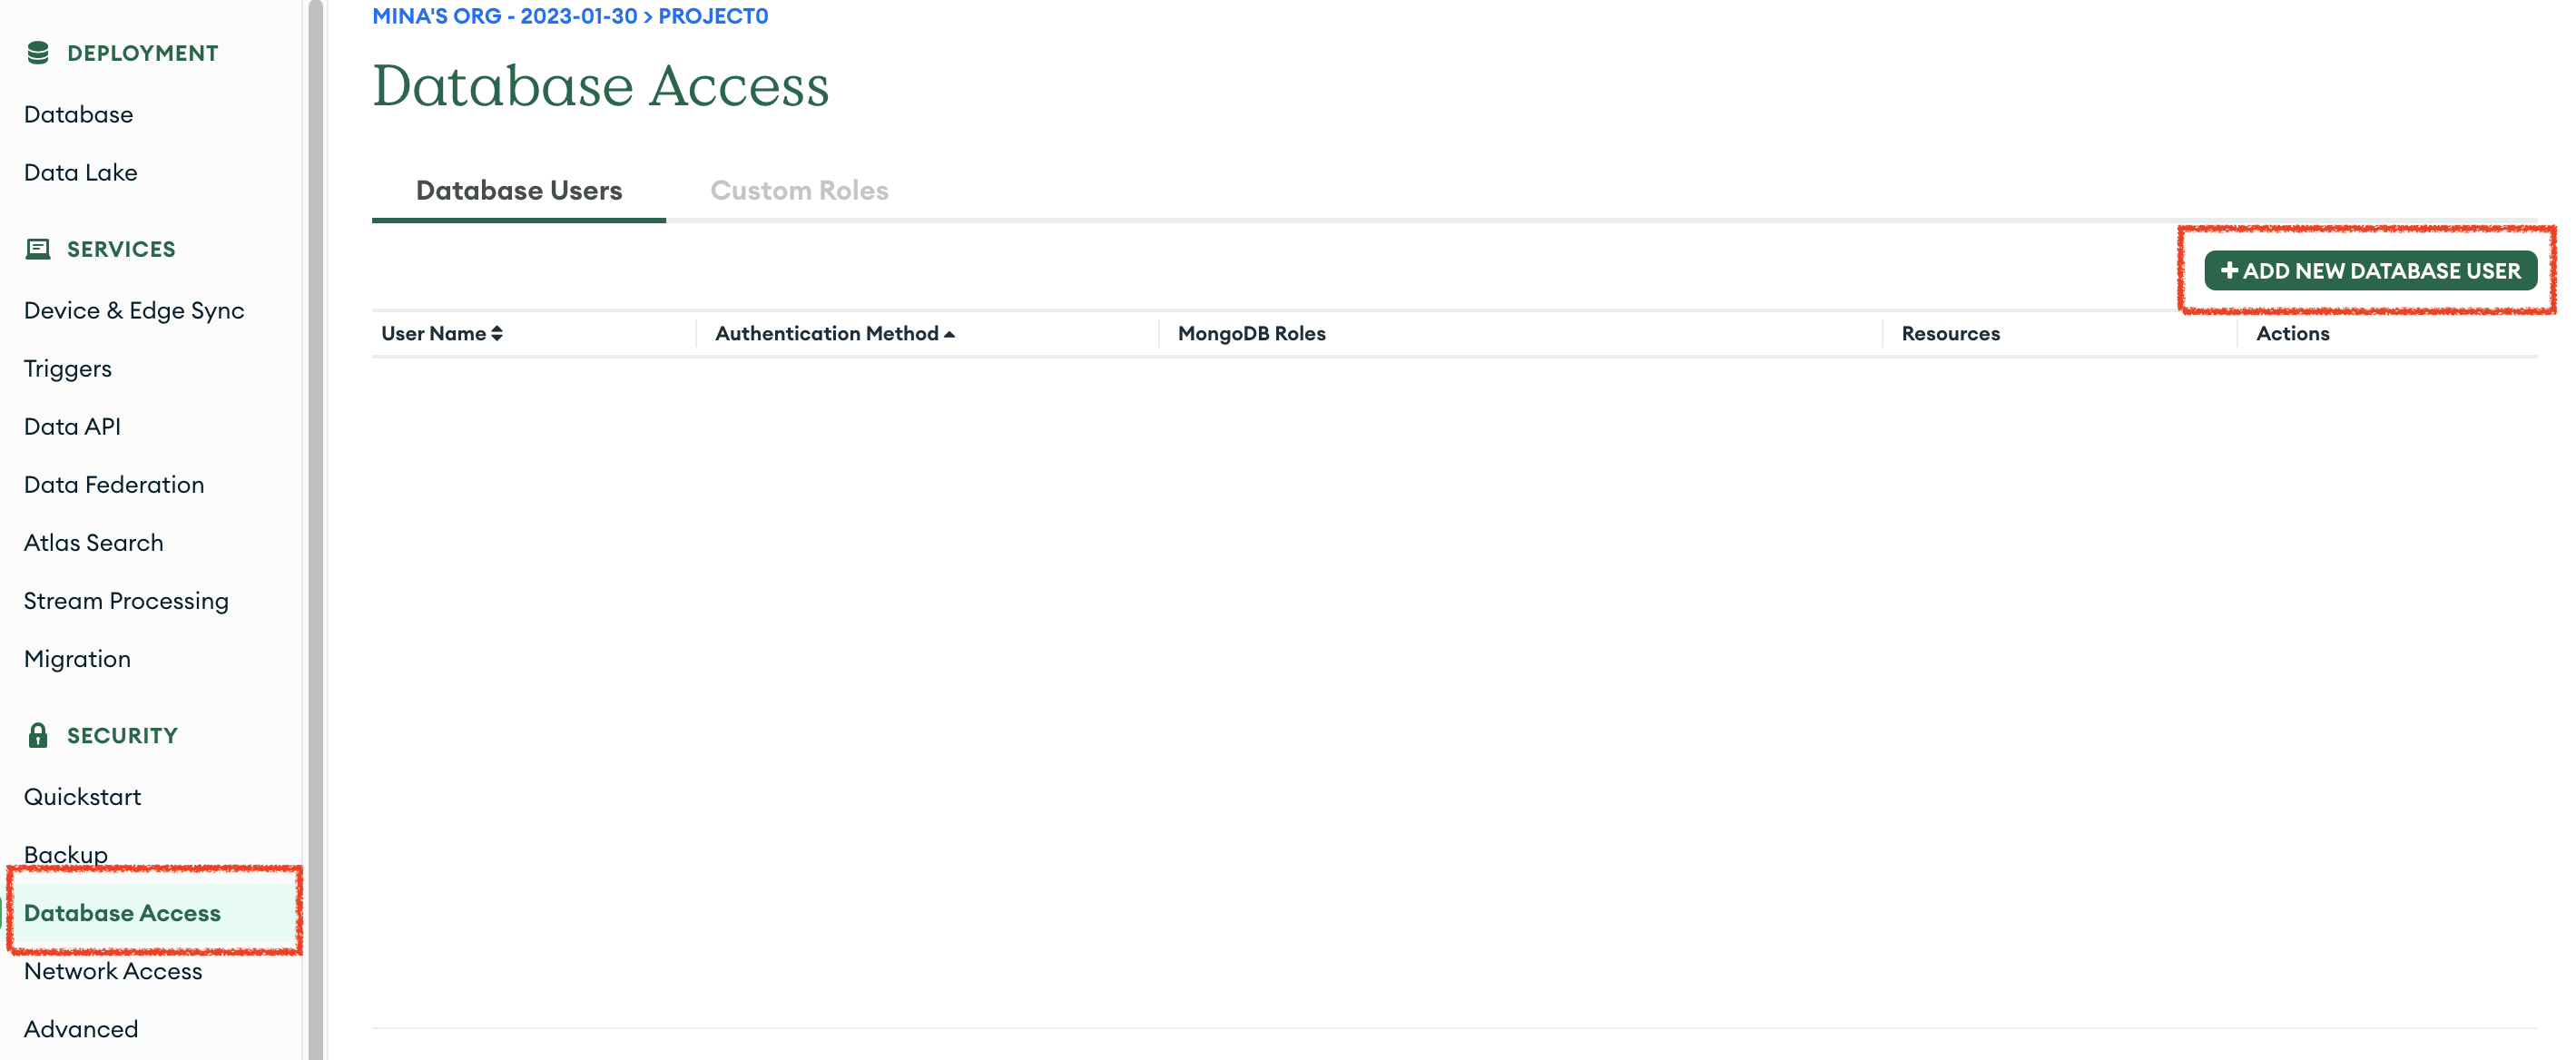 DEPLOYMENT
Database
Data Lake
SERVICES
Device & Edge Sync
Triggers
Data API
Data Federation
Atlas Search
Stream Processing
Migration
SECURITY
Quickstart
Backup
Database Access
Network Access
Advanced
MINA'S ORG - 2023-01-30 > PROJECT0
Database Access
Database Users Custom Roles
+ ADD NEW DATABASE USER
User Name Authentication Method MongoDB Roles Resources Actions